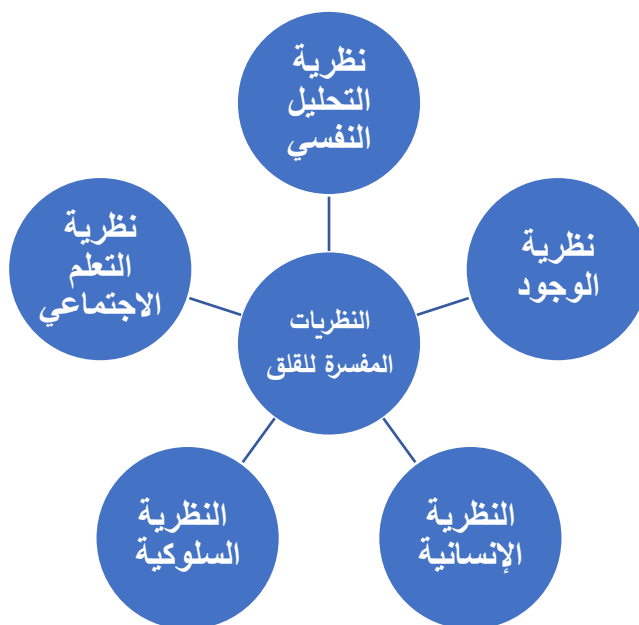 نظرية
التحليل
النفسي
نظرية
الوجود
النظرية
الإنسانية
النظرية
السلوكية
نظرية
التعلم
الاجتماعي
النظريات
المفسرة للقلق